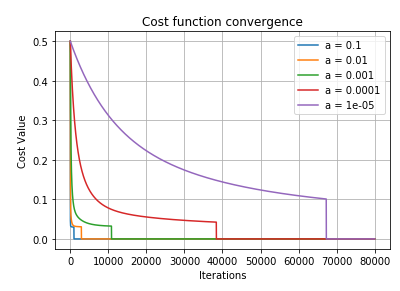 Cost function convergence
Cost Value
0.5
0.4
0.3
0.2
0.1
0.0
a = 0.1
a = 0.01
a = 0.001
a = 0.0001
a = 1e-05
0 10000 20000 30000 40000 50000 60000 70000 80000
Iterations